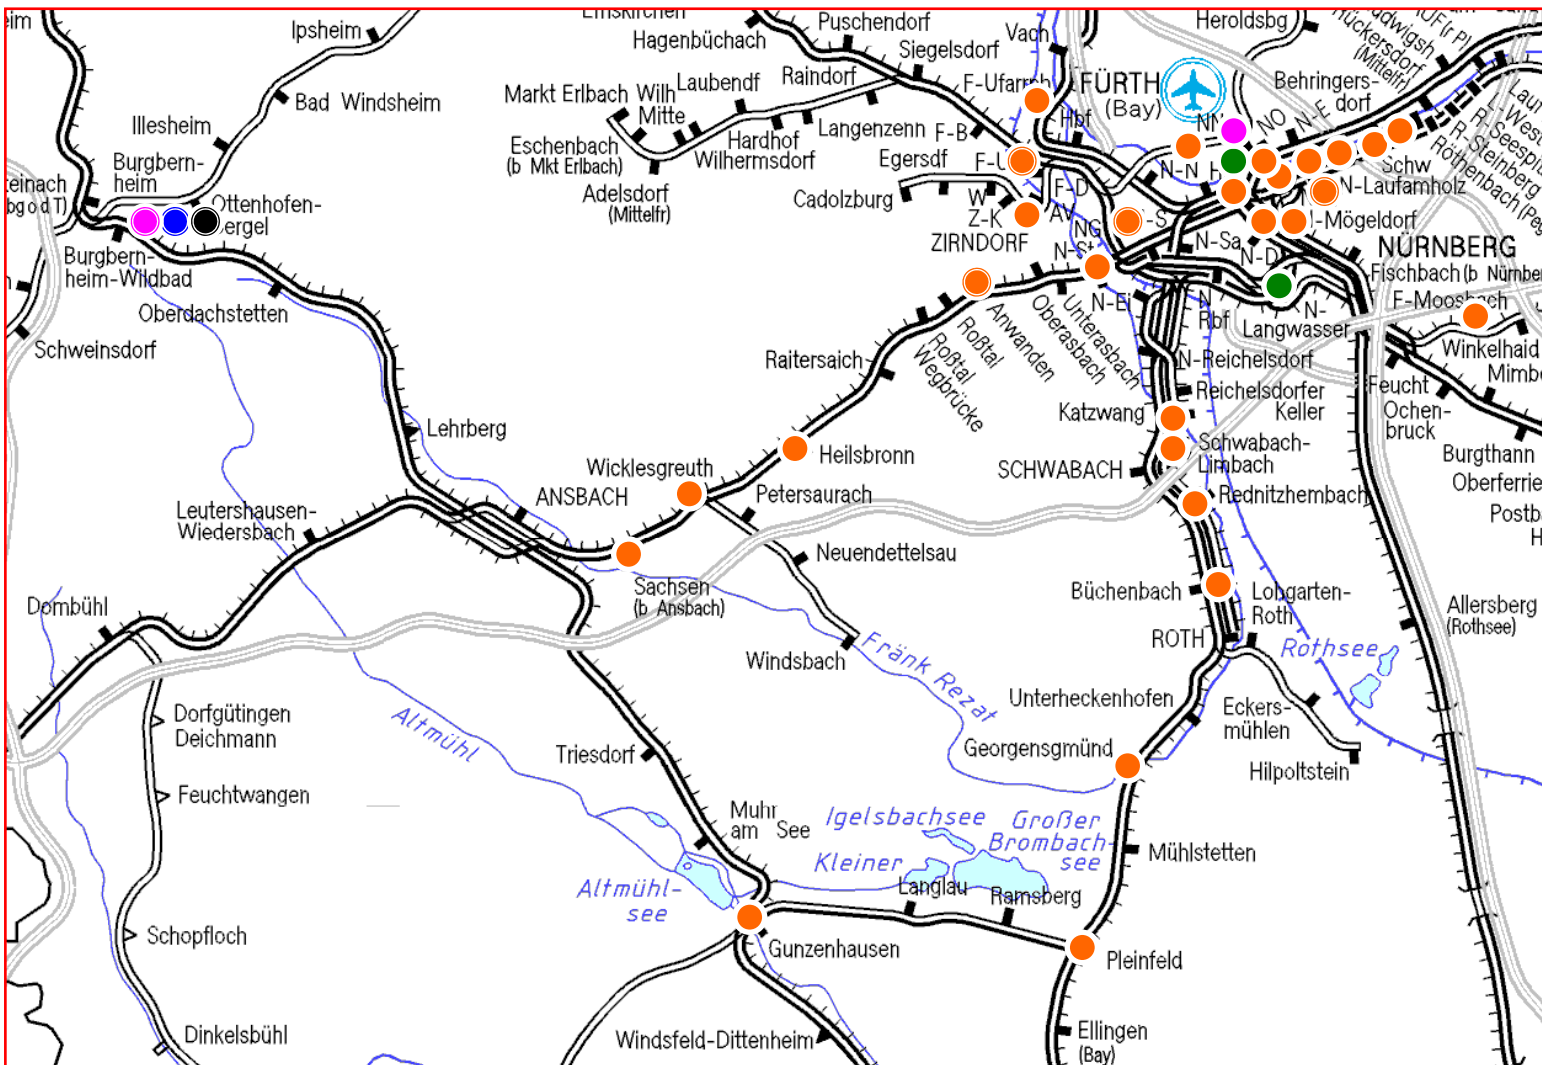 Ipsheim
Bad Windsheim
Illesheim
Burgbern-
heim
Ottenhofen-
Burgbern-
heim-Wildbad
Oberdachstetten
Schweinsdorf
Lehrberg
Leutershausen-
Wiedersbach
ANSBACH
Dombühl
Dorfgütingen
Deichmann
Feuchtwangen
Schopfloch
Dinkelsbühl
Hagenbüchach
Puschendorf
Siegelsdorf
Vach
Heroldsbg
Markt Erlbach
Wilh
Mitte
Laubendf
Raindorf
Eschenbach
(b Mkt Erlbach)
Adelsdorf
(Mittelfr)
Hardhof
Wilhermsdorf
Langenzenn
F-B
Egersdf
Cadolzburg
W
Z-K
ZIRNDORF
FÜRTH
(Bay)
Hbf
F-D
Behringers-
dorf
NO
N-E
N-N
Schw
N-Laufamholz
N-Sa
NÜRNBERG
Fischbach (b
F-Moosbach
N-
Langwasser
N
Rbf
N-Ei
Winkelhaid
Feucht
Ochen-
bruck
Burgthann
Unterasbach
Oberasbach
Anwanden
Roßtal
Roßtal
Wegbrücke
Raitersaich
Heilsbronn
Wicklesgreuth
Petersaurach
Neuendettelsau
Windsbach
Sachsen
(b Ansbach)
N-Reichelsdorf
Reichelsdorfer
Keller
Katzwang
Schwabach-
Limbach
SCHWABACH
Rednitzhembach
Büchenbach
Lohgarten-
Roth
ROTH
Rothsee
Allersberg
(Rothsee)
Unterheckenhofen
Eckers-
mühlen
Hilpoltstein
Georgensgmünd
Fränk Rezat
Altmühl
Triesdorf
Muhr
am See
Altmühl-
see
Igelsbachsee
Kleiner
Großer
Brombach-
see
Langlau
Ramsberg
Mühlstetten
Gunzenhausen
Pleinfeld
Windsfeld-Dittenheim
Ellingen
(Bay)